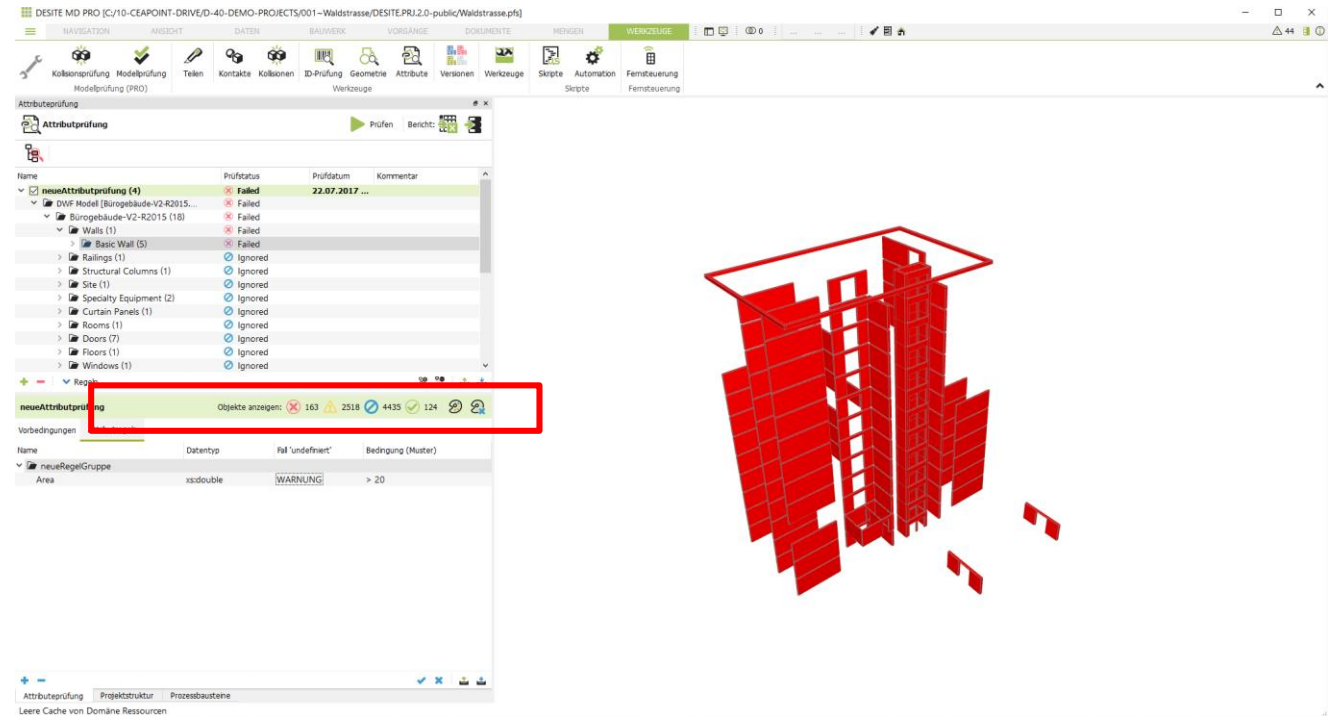 DESITE MD PRO [C:/10-CEAPOINT-DRIVE/D-40-DEMO-PROJECTS/001~Waldstrasse/DESITE.PRJ.2.0-public/Waldstrasse.pfs]
NAVIGATION ANSICHT DATEN BAUWERK VORGÄNGE DOKUMENTE MENGEN WERKZEUGE 0 ... ... ... 44
Kollisionsprüfung Modellprüfung Teilen Kontakte Kollisionen ID-Prüfung Geometrie Attribute Versionen Werkzeuge Skripte Automation Fernsteuerung
Modellprüfung (PRO) Werkzeuge Skripte Fernsteuerung
Attributeprüfung
Attributprüfung Prüfen Bericht:
Name Prüfstatus Prüfdatum Kommentar
neueAttributprüfung (4) Failed 22.07.2017 ...
DWF Modell [Bürogebäude-V2-R2015.... Failed
Bürogebäude-V2-R2015 (18) Failed
Walls (1) Failed
Basic Wall (5) Failed
Railings (1) Ignored
Structural Columns (1) Ignored
Site (1) Ignored
Specialty Equipment (2) Ignored
Curtain Panels (1) Ignored
Rooms (1) Ignored
Doors (7) Ignored
Floors (1) Ignored
Windows (1) Ignored
Regeln
neueAttributprüfung Objekte anzeigen: 163 2518 4435 124
Vorbedingungen
Name Datentyp Fall 'undefiniert' Bedingung (Muster)
neueRegelGruppe
Area xs:double WARNUNG > 20
Attributeprüfung Projektstruktur Prozessbausteine
Leere Cache von Domäne Ressourcen